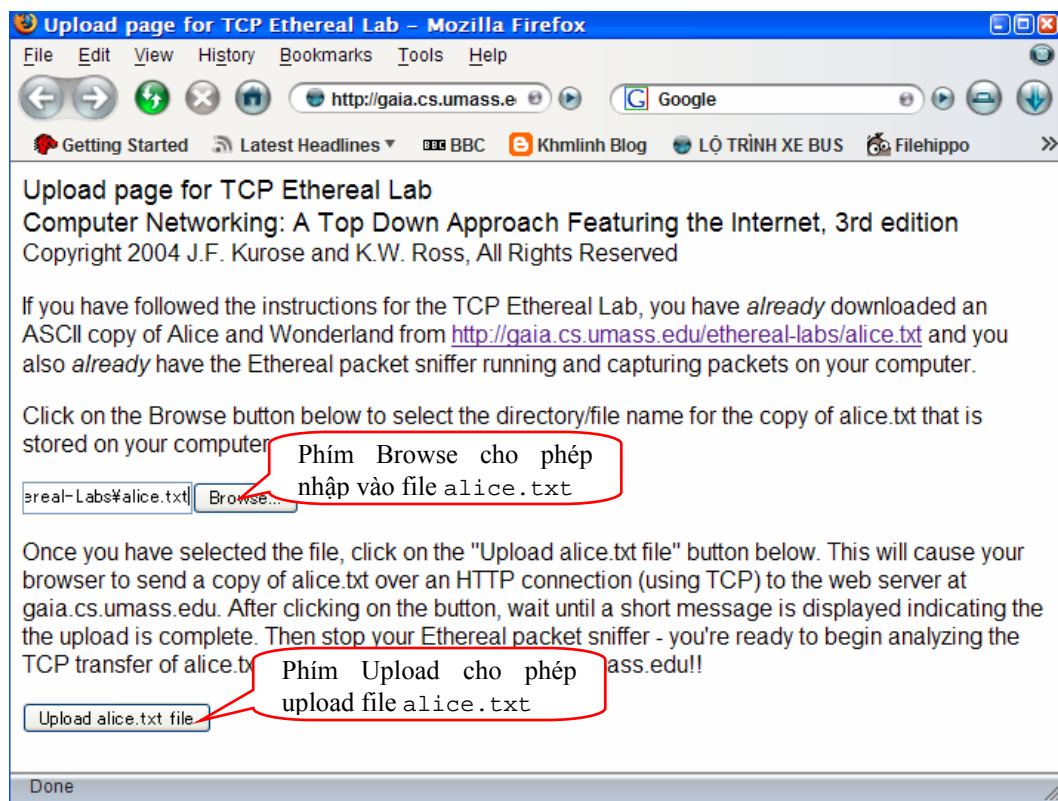 Upload page for TCP Ethereal Lab – Mozilla Firefox
File Edit View History Bookmarks Tools Help
http://gaia.cs.umass.e
G Google
Getting Started Latest Headlines BBC BBC Khmlinh Blog LỘ TRÌNH XE BUS Filehippo »
Upload page for TCP Ethereal Lab
Computer Networking: A Top Down Approach Featuring the Internet, 3rd edition
Copyright 2004 J.F. Kurose and K.W. Ross, All Rights Reserved
If you have followed the instructions for the TCP Ethereal Lab, you have already downloaded an
ASCII copy of Alice and Wonderland from http://gaia.cs.umass.edu/ethereal-labs/alice.txt and you
also already have the Ethereal packet sniffer running and capturing packets on your computer.
Click on the Browse button below to select the directory/file name for the copy of alice.txt that is
stored on your computer
Phím Browse cho phép
nhập vào file alice.txt
ereal-Labs¥alice.txt Browse...
Once you have selected the file, click on the "Upload alice.txt file" button below. This will cause your
browser to send a copy of alice.txt over an HTTP connection (using TCP) to the web server at
gaia.cs.umass.edu. After clicking on the button, wait until a short message is displayed indicating the
the upload is complete. Then stop your Ethereal packet sniffer - you're ready to begin analyzing the
TCP transfer of alice.tx ass.edu!!
Phím Upload cho phép
upload file alice.txt
Upload alice.txt file
Done